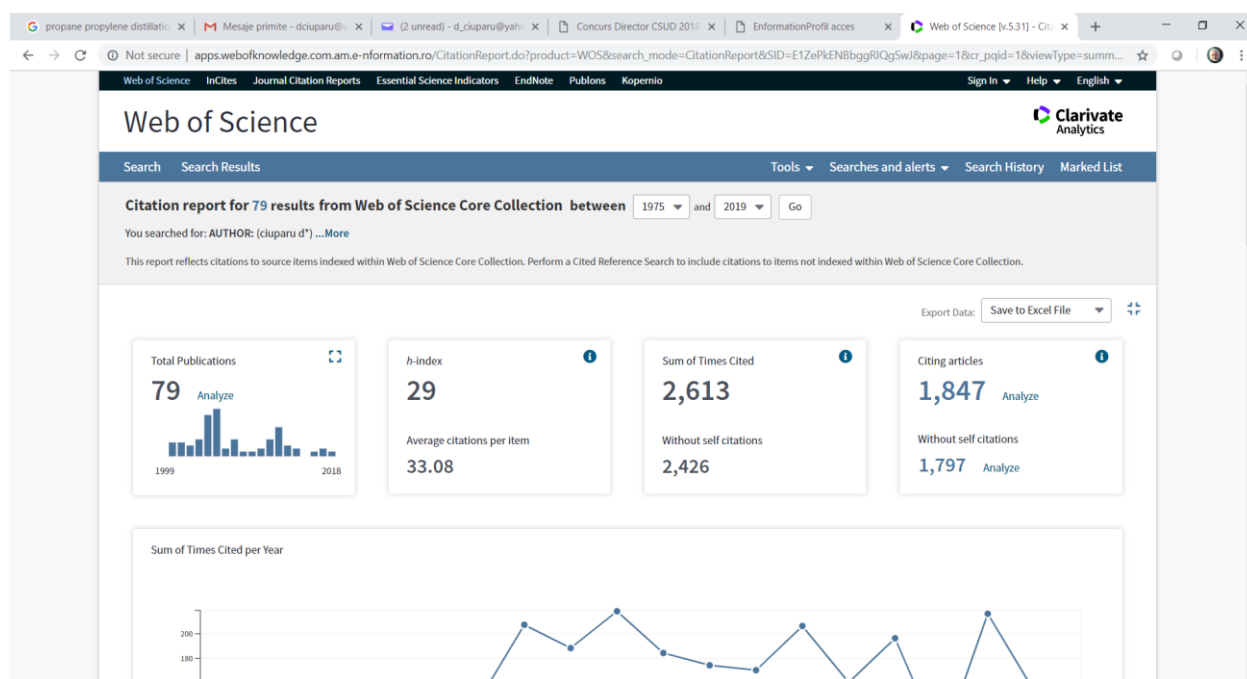 propane propylene distillatio
Mesaje primite - dciuparu@u
(2 unread) - d_ciuparu@yaho
Concurs Director CSUD 2018
EnformationProfil acces
Web of Science [v.5.31] - Cita
Not secure | apps.webofknowledge.com.am.e-nformation.ro/CitationReport.do?product=WOS&search_mode=CitationReport&SID=E1ZePkENBbggRIQgSwJ&page=1&cr_pqid=1&viewType=summ...
Web of Science InCites Journal Citation Reports Essential Science Indicators EndNote Publons Kopernio Sign In Help English
Web of Science
Clarivate
Analytics
Search Search Results Tools Searches and alerts Search History Marked List
Citation report for 79 results from Web of Science Core Collection between 1975 and 2019 Go
You searched for: AUTHOR: (ciuparu d*) ...More
This report reflects citations to source items indexed within Web of Science Core Collection. Perform a Cited Reference Search to include citations to items not indexed within Web of Science Core Collection.
Export Data: Save to Excel File
Total Publications
79 Analyze
1999 2018
h-index
29
Average citations per item
33.08
Sum of Times Cited
2,613
Without self citations
2,426
Citing articles
1,847 Analyze
Without self citations
1,797 Analyze
Sum of Times Cited per Year
200
180